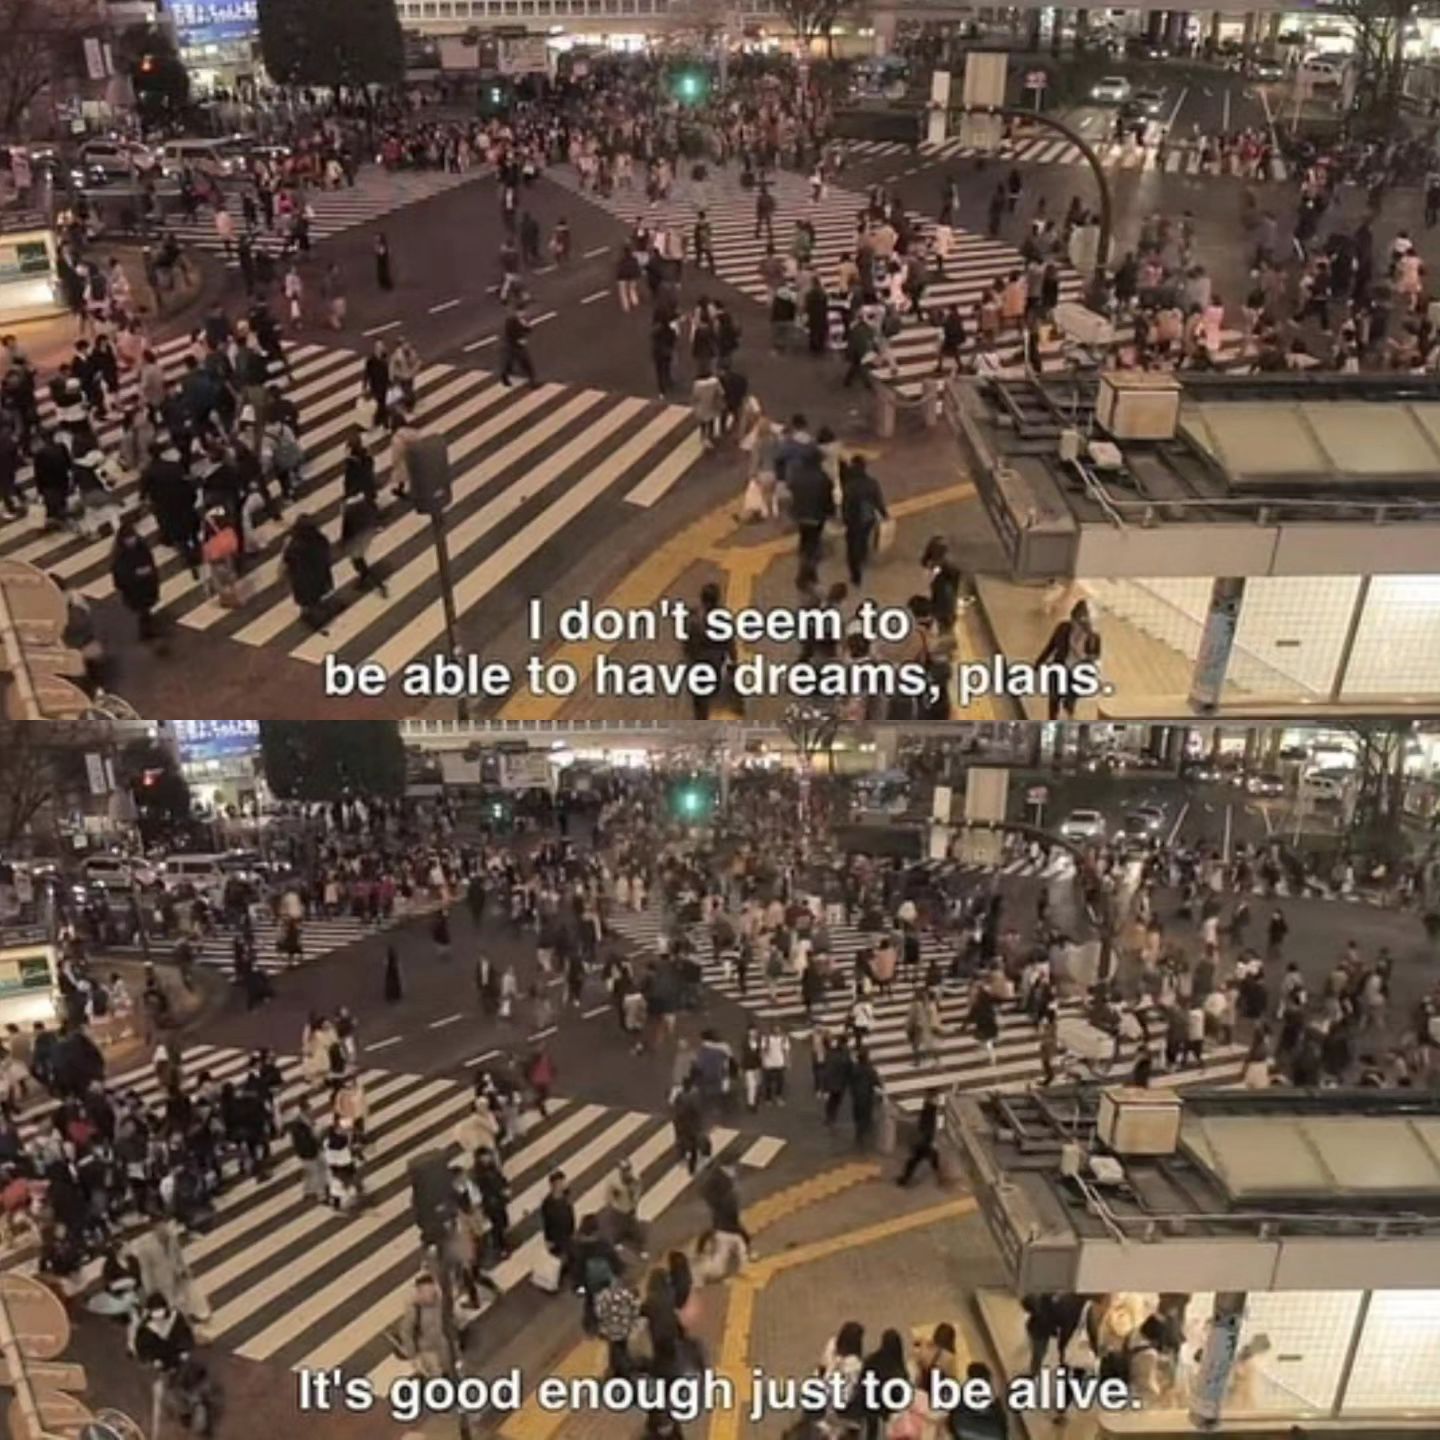 I don't seem to
be able to have dreams, plans.
It's good enough just to be alive.